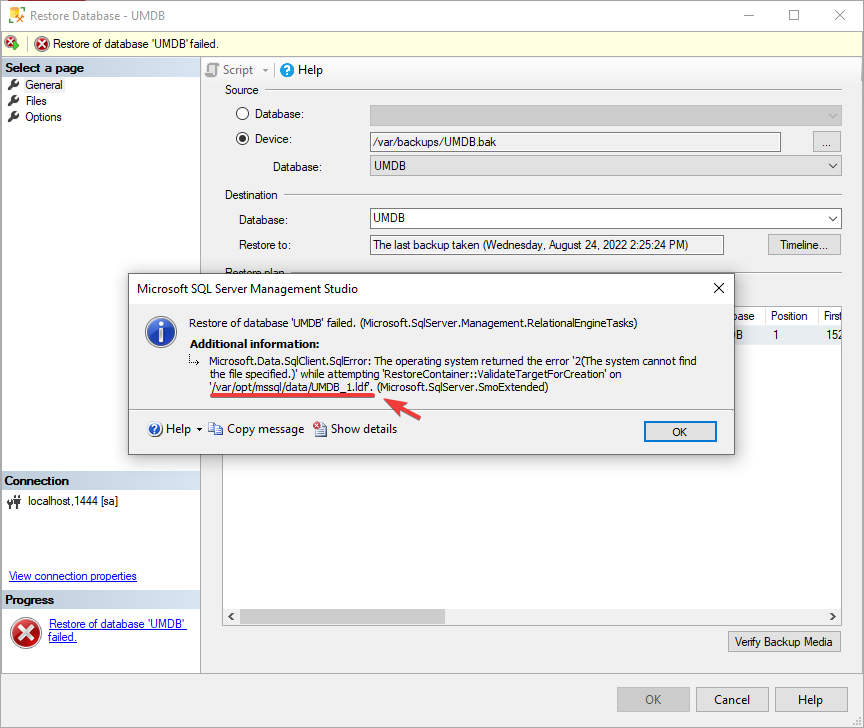 Restore Database - UMDB
Restore of database 'UMDB' failed.
Select a page
General
Files
Options
Script
Help
Source
Database:
Device:
/var/backups/UMDB.bak
...
Database:
UMDB
Destination
Database:
UMDB
Restore to:
The last backup taken (Wednesday, August 24, 2022 2:25:24 PM)
Timeline...
Restore plan
Position
1
Microsoft SQL Server Management Studio
Restore of database 'UMDB' failed. (Microsoft.SqlServer.Management.RelationalEngineTasks)
Additional information:
Microsoft.Data.SqlClient.SqlError: The operating system returned the error '2(The system cannot find
the file specified.)' while attempting 'RestoreContainer::ValidateTargetForCreation' on
'/var/opt/mssql/data/UMDB_1.ldf'. (Microsoft.SqlServer.SmoExtended)
Help
Copy message
Show details
OK
Connection
localhost,1444 [sa]
View connection properties
Progress
Restore of database 'UMDB'
failed.
Verify Backup Media
OK
Cancel
Help